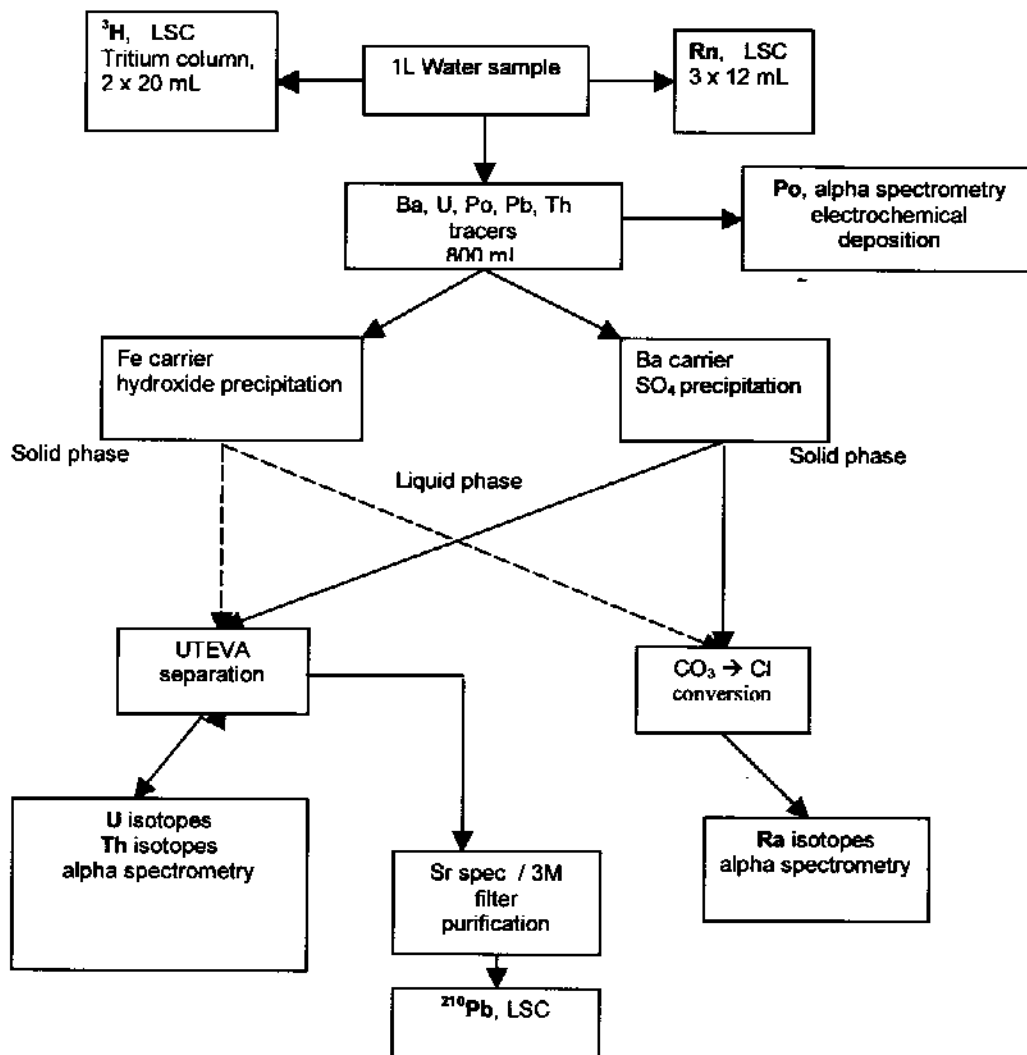 ³H, LSC
Tritium column,
2 x 20 mL
1L Water sample
Rn, LSC
3 x 12 mL
Ba, U, Po, Pb, Th
tracers
800 ml
Po, alpha spectrometry
electrochemical
deposition
Fe carrier
hydroxide precipitation
Ba carrier
SO₄ precipitation
Solid phase
Liquid phase
Solid phase
UTEVA
separation
CO₃ → Cl
conversion
U isotopes
Th isotopes
alpha spectrometry
Sr spec / 3M
filter
purification
Ra isotopes
alpha spectrometry
²¹⁰Pb, LSC